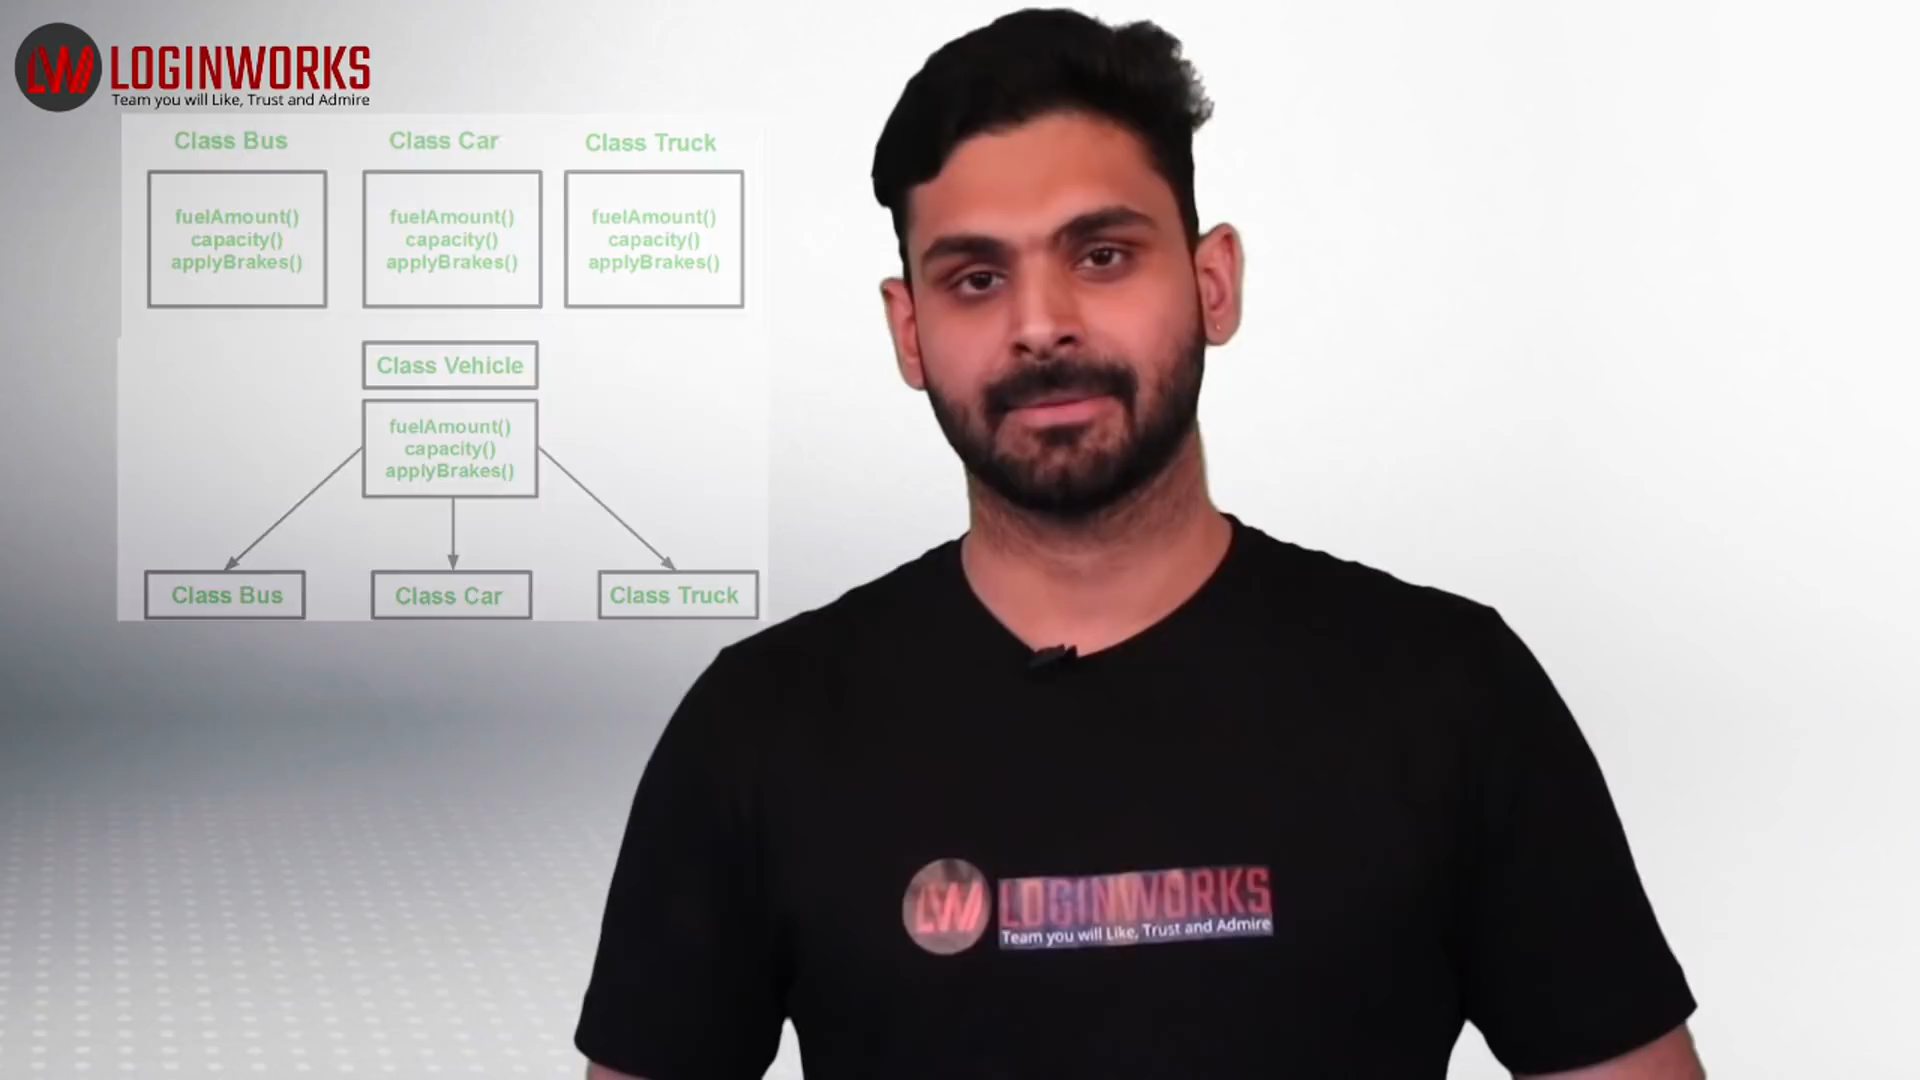 LW LOGINWORKS
Team you will Like, Trust and Admire
Class Bus
Class Car
Class Truck
fuelAmount()
capacity()
applyBrakes()
fuelAmount()
capacity()
applyBrakes()
fuelAmount()
capacity()
applyBrakes()
Class Vehicle
fuelAmount()
capacity()
applyBrakes()
Class Bus
Class Car
Class Truck
LW LOGINWORKS
Team you will Like, Trust and Admire